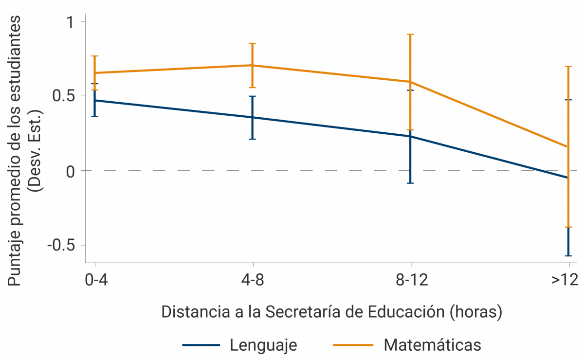 Puntaje promedio de los estudiantes
(Desv. Est.)
1
0.5
0
-0.5
0-4
4-8
8-12
>12
Distancia a la Secretaría de Educación (horas)
Lenguaje
Matemáticas